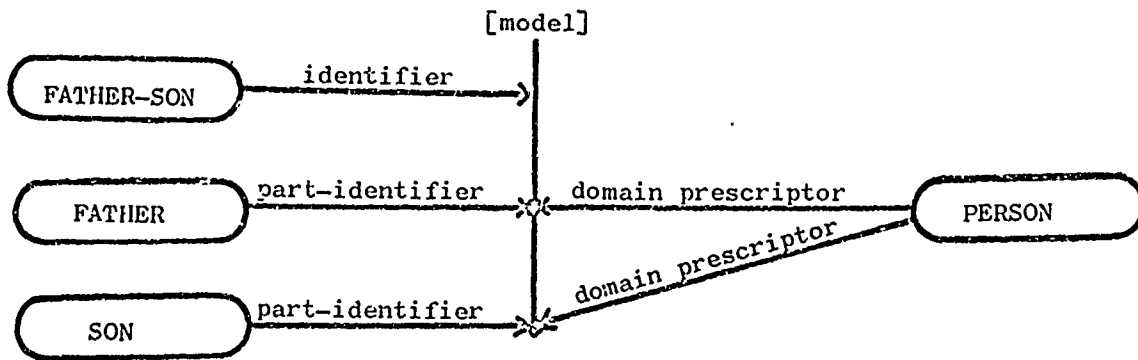 [model]
identifier
FATHER-SON
part-identifier
domain prescriptor
FATHER
PERSON
domain prescriptor
part-identifier
SON